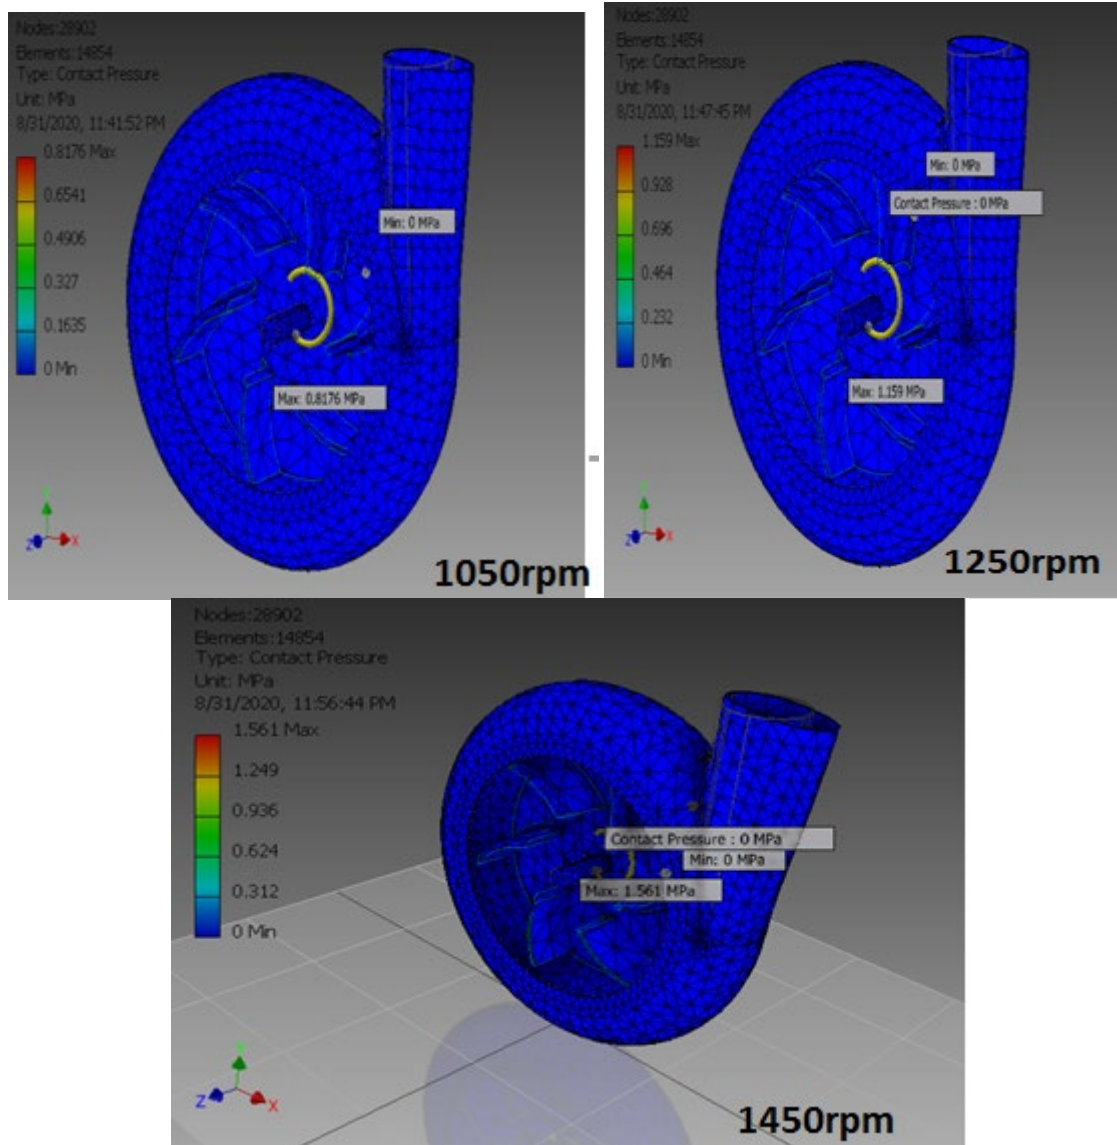 Nodes:28902
Elements:14854
Type: Contact Pressure
Unit: MPa
8/31/2020, 11:41:52 PM
0.8176 Max
0.6541
0.4906
0.327
0.1635
0 Min
Min: 0 MPa
Max: 0.8176 MPa
Y
Z
X
1050rpm
Nodes:28902
Elements:14854
Type: Contact Pressure
Unit: MPa
8/31/2020, 11:47:45 PM
1.159 Max
0.928
0.696
0.464
0.232
0 Min
Min: 0 MPa
Contact Pressure : 0 MPa
Max: 1.159 MPa
Y
Z
X
1250rpm
Nodes:28902
Elements:14854
Type: Contact Pressure
Unit: MPa
8/31/2020, 11:56:44 PM
1.561 Max
1.249
0.936
0.624
0.312
0 Min
Contact Pressure : 0 MPa
Min: 0 MPa
Max: 1.561 MPa
Y
Z
X
1450rpm